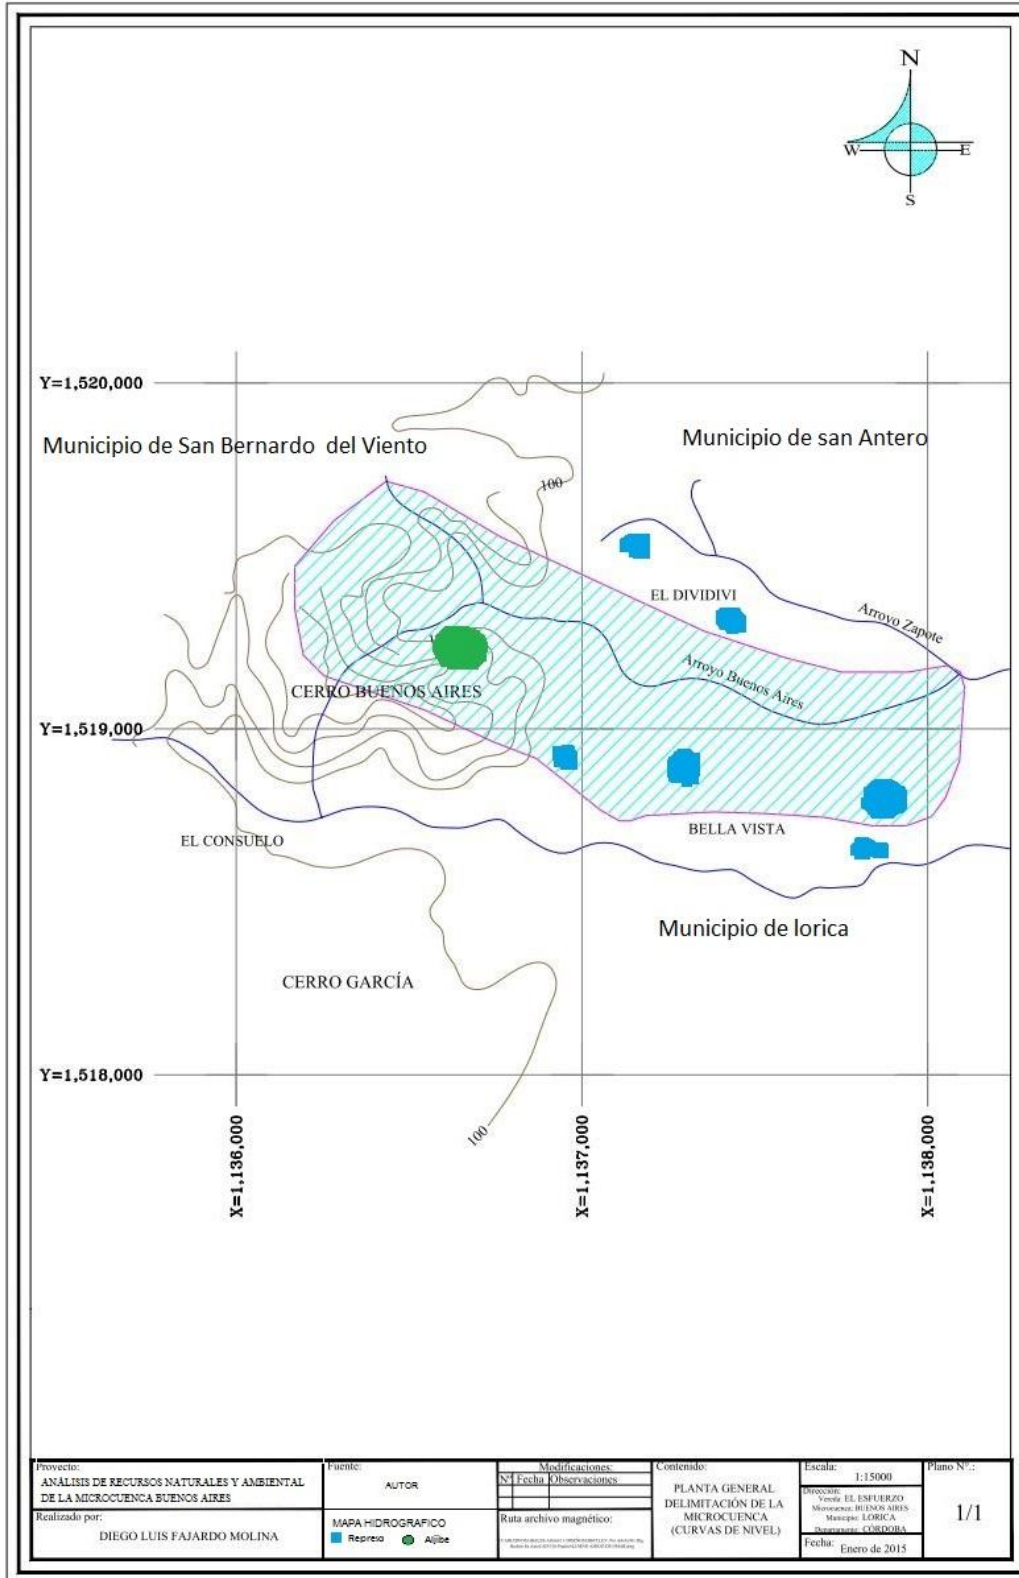 N
W
E
S
Y=1,520,000
Municipio de San Bernardo del Viento
Municipio de san Antero
100
EL DIVIDIVI
Arroyo Zapote
Arroyo Buenos Aires
CERRO BUENOS AIRES
Y=1,519,000
BELLA VISTA
EL CONSUELO
Municipio de lorica
CERRO GARCÍA
Y=1,518,000
100
X=1,136,000
X=1,137,000
X=1,138,000
Proyecto:
ANÁLISIS DE RECURSOS NATURALES Y AMBIENTAL
DE LA MICROCUENCA BUENOS AIRES
Realizado por:
DIEGO LUIS FAJARDO MOLINA
Fuente:
AUTOR
MAPA HIDROGRAFICO
Represa
Aljibe
Modificaciones:
Nº Fecha Observaciones
Ruta archivo magnético:
Contenido:
PLANTA GENERAL
DELIMITACIÓN DE LA
MICROCUENCA
(CURVAS DE NIVEL)
Escala:
1:15000
Dirección:
Vereda: EL ESFUERZO
Microcuenca: BUENOS AIRES
Municipio: LORICA
Departamento: CÓRDOBA
Fecha:
Enero de 2015
Plano Nº.:
1/1